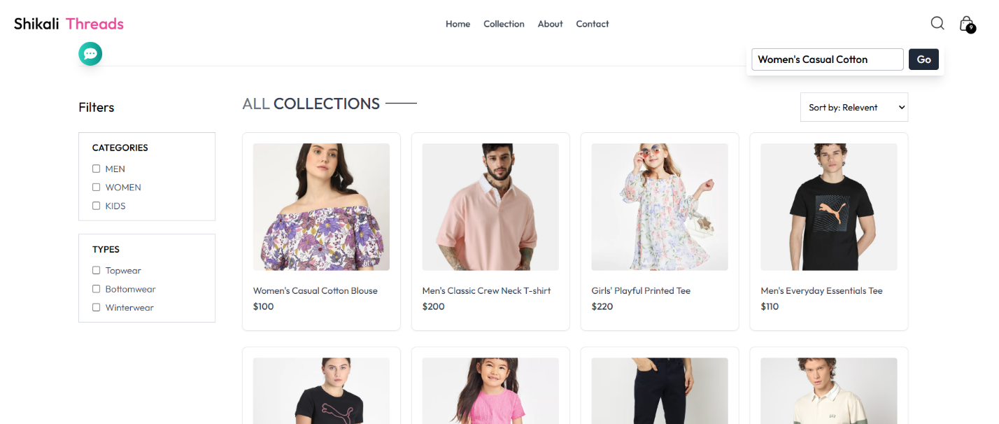 Shikali Threads
Home Collection About Contact
9
Women's Casual Cotton
Go
Filters
ALL COLLECTIONS
Sort by: Relevent
CATEGORIES
MEN
WOMEN
KIDS
TYPES
Topwear
Bottomwear
Winterwear
Women's Casual Cotton Blouse
$100
Men's Classic Crew Neck T-shirt
$200
Girls' Playful Printed Tee
$220
Men's Everyday Essentials Tee
$110